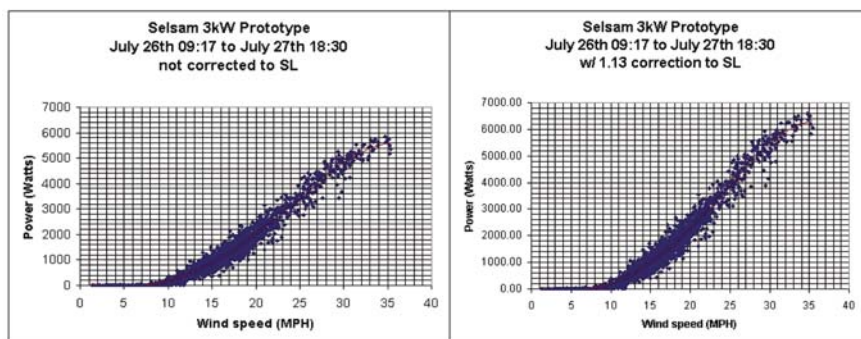 Selsam 3kW Prototype
July 26th 09:17 to July 27th 18:30
not corrected to SL
7000
6000
5000
4000
3000
2000
1000
0
Power (Watts)
0 5 10 15 20 25 30 35 40
Wind speed (MPH)
Selsam 3kW Prototype
July 26th 09:17 to July 27th 18:30
w/ 1.13 correction to SL
7000.00
6000.00
5000.00
4000.00
3000.00
2000.00
1000.00
0.00
Power (Watts)
0 5 10 15 20 25 30 35 40
Wind speed (MPH)